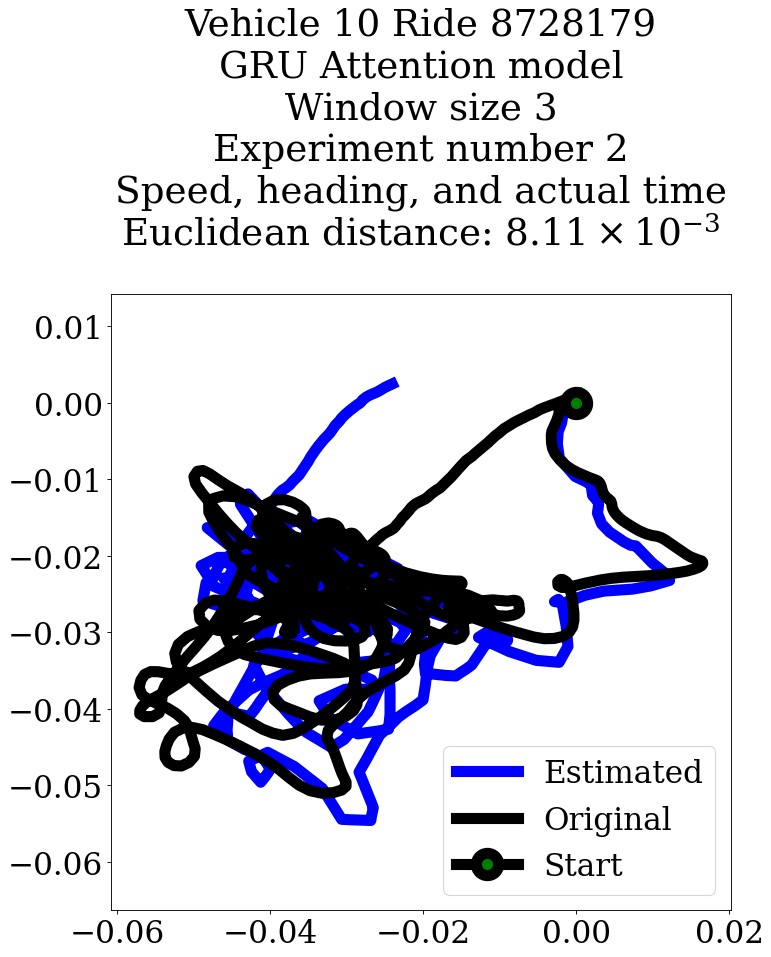 Vehicle 10 Ride 8728179
GRU Attention model
Window size 3
Experiment number 2
Speed, heading, and actual time
Euclidean distance: 8.11 × 10⁻³
0.01
0.00
−0.01
−0.02
−0.03
−0.04
−0.05
−0.06
Estimated
Original
Start
−0.06 −0.04 −0.02 0.00 0.02